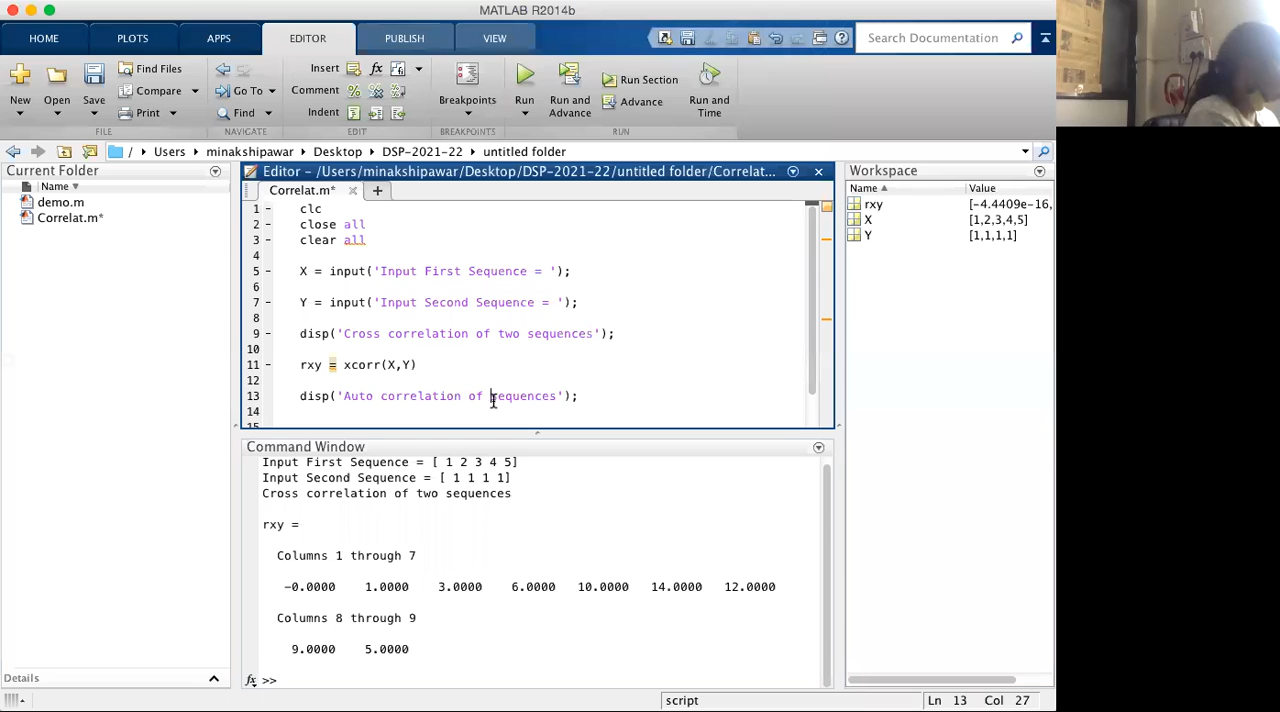 MATLAB R2014b
HOME PLOTS APPS EDITOR PUBLISH VIEW Search Documentation
New Open Save Find Files Compare Print Go To Find Insert Comment Indent Breakpoints Run Run and Advance Run Section Advance Run and Time
FILE NAVIGATE EDIT BREAKPOINTS RUN
/ Users minakshipawar Desktop DSP-2021-22 untitled folder
Current Folder
Name
demo.m
Correlat.m*
Details
Editor - /Users/minakshipawar/Desktop/DSP-2021-22/untitled folder/Correlat...
Correlat.m*
1 clc
2 close all
3 clear all
4
5 X = input('Input First Sequence = ');
6
7 Y = input('Input Second Sequence = ');
8
9 disp('Cross correlation of two sequences');
10
11 rxy = xcorr(X,Y)
12
13 disp('Auto correlation of sequences');
14
15
Command Window
Input First Sequence = [ 1 2 3 4 5]
Input Second Sequence = [ 1 1 1 1]
Cross correlation of two sequences
rxy =
Columns 1 through 7
-0.0000 1.0000 3.0000 6.0000 10.0000 14.0000 12.0000
Columns 8 through 9
9.0000 5.0000
fx >>
Workspace
Name Value
rxy [-4.4409e-16,
X [1,2,3,4,5]
Y [1,1,1,1]
script Ln 13 Col 27